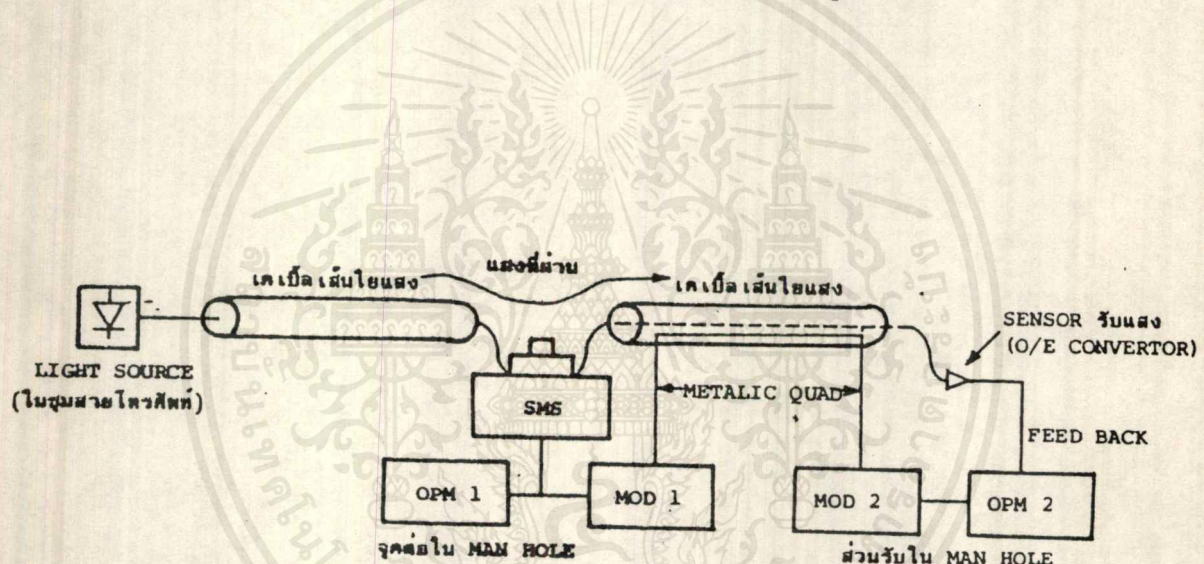 แสงที่ผ่าน
เคเบิ้ลเส้นใยแสง
เคเบิ้ลเส้นใยแสง
SENSOR รับแสง
(O/E CONVERTOR)
LIGHT SOURCE
(ในชุมสายโทรศัพท์)
SMS
METALIC QUAD
FEED BACK
OPM 1
MOD 1
MOD 2
OPM 2
จุดต่อใน MAN HOLE
ส่วนรับใน MAN HOLE